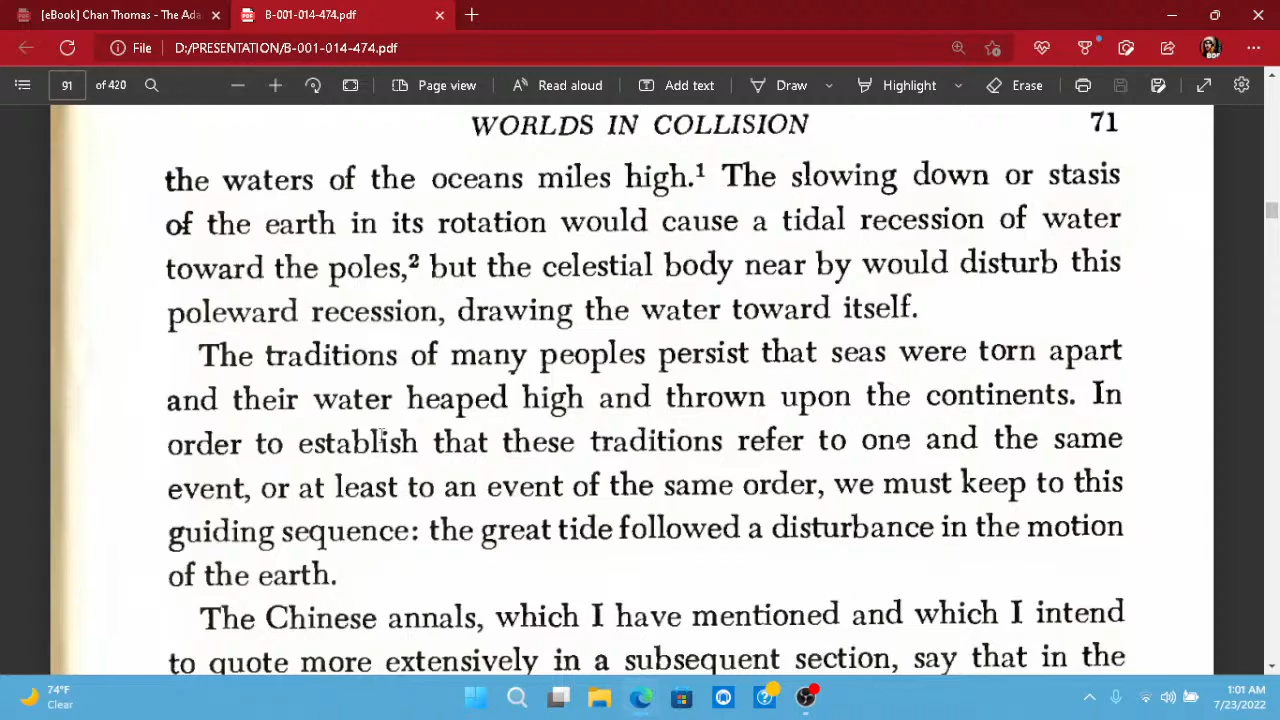 [eBook] Chan Thomas - The Ada
B-001-014-474.pdf
File D:/PRESENTATION/B-001-014-474.pdf
91 of 420 Page view Read aloud Add text Draw Highlight Erase
WORLDS IN COLLISION 71
the waters of the oceans miles high.¹ The slowing down or stasis
of the earth in its rotation would cause a tidal recession of water
toward the poles,² but the celestial body near by would disturb this
poleward recession, drawing the water toward itself.
The traditions of many peoples persist that seas were torn apart
and their water heaped high and thrown upon the continents. In
order to establish that these traditions refer to one and the same
event, or at least to an event of the same order, we must keep to this
guiding sequence: the great tide followed a disturbance in the motion
of the earth.
The Chinese annals, which I have mentioned and which I intend
to quote more extensively in a subsequent section, say that in the
74°F
Clear
1:01 AM
7/23/2022